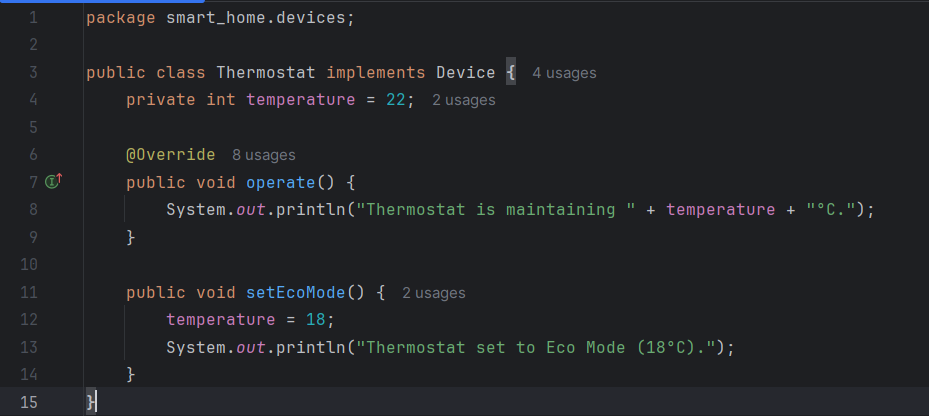 1 package smart_home.devices;
2
3 public class Thermostat implements Device { 4 usages
4 private int temperature = 22; 2 usages
5
6 @Override 8 usages
7 public void operate() {
8 System.out.println("Thermostat is maintaining " + temperature + "°C.");
9 }
10
11 public void setEcoMode() { 2 usages
12 temperature = 18;
13 System.out.println("Thermostat set to Eco Mode (18°C).");
14 }
15 }